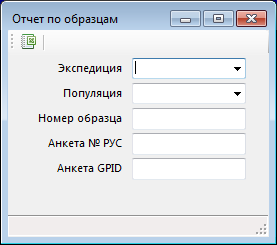 Отчет по образцам
Экспедиция
Популяция
Номер образца
Анкета № РУС
Анкета GPID